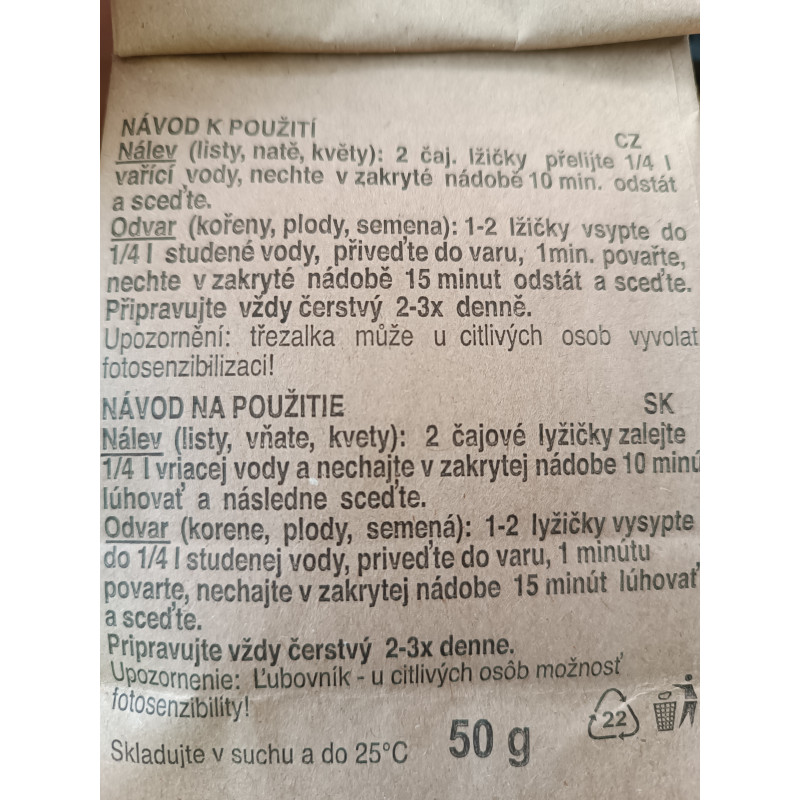 NÁVOD K POUŽITÍ CZ
Nálev (listy, natě, květy): 2 čaj. lžičky přelijte 1/4 l
vařící vody, nechte v zakryté nádobě 10 min. odstát
a sceďte.
Odvar (kořeny, plody, semena): 1-2 lžičky vsypte do
1/4 l studené vody, přiveďte do varu, 1min. povařte,
nechte v zakryté nádobě 15 minut odstát a sceďte.
Připravujte vždy čerstvý 2-3x denně.
Upozornění: třezalka může u citlivých osob vyvolat
fotosenzibilizaci!
NÁVOD NA POUŽITIE SK
Nálev (listy, vňate, kvety): 2 čajové lyžičky zalejte
1/4 l vriacej vody a nechajte v zakrytej nádobe 10 minú
lúhovať a následne sceďte.
Odvar (korene, plody, semená): 1-2 lyžičky vysypte
do 1/4 l studenej vody, priveďte do varu, 1 minútu
povarte, nechajte v zakrytej nádobe 15 minút lúhovať
a sceďte.
Pripravujte vždy čerstvý 2-3x denne.
Upozornenie: Ľubovník - u citlivých osôb možnosť
fotosenzibility!
Skladujte v suchu a do 25°C 50 g 22